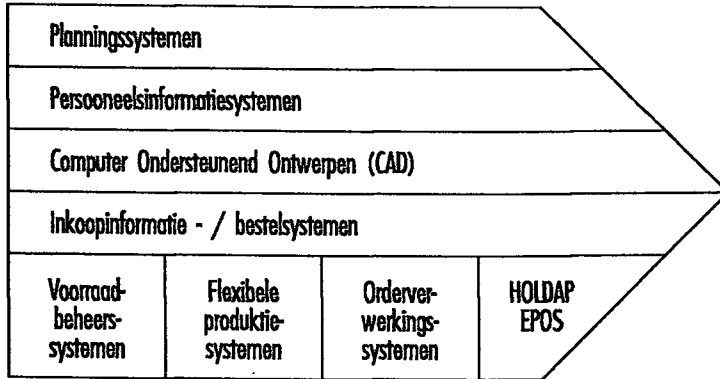 Planningssystemen
Persooneelsinformatiesystemen
Computer Ondersteunend Ontwerpen (CAD)
Inkoopinformatie - / bestelsystemen
Voorraad-
beheers-
systemen
Flexibele
produktie-
systemen
Orderver-
werkings-
systemen
HOLDAP
EPOS